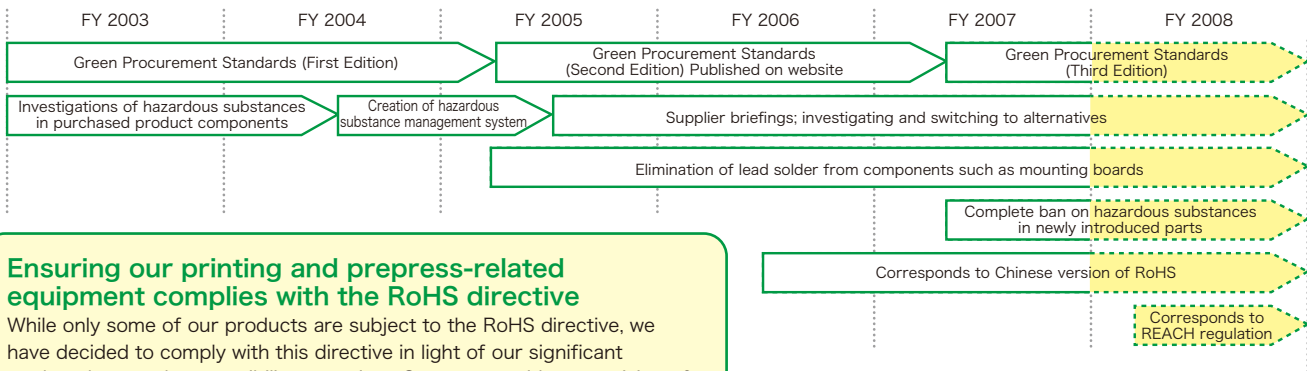 FY 2003
FY 2004
FY 2005
FY 2006
FY 2007
FY 2008
Green Procurement Standards (First Edition)
Green Procurement Standards
(Second Edition) Published on website
Green Procurement Standards
(Third Edition)
Investigations of hazardous substances
in purchased product components
Creation of hazardous
substance management system
Supplier briefings; investigating and switching to alternatives
Elimination of lead solder from components such as mounting boards
Complete ban on hazardous substances
in newly introduced parts
Corresponds to Chinese version of RoHS
Corresponds to
REACH regulation
Ensuring our printing and prepress-related
equipment complies with the RoHS directive
While only some of our products are subject to the RoHS directive, we
have decided to comply with this directive in light of our significant